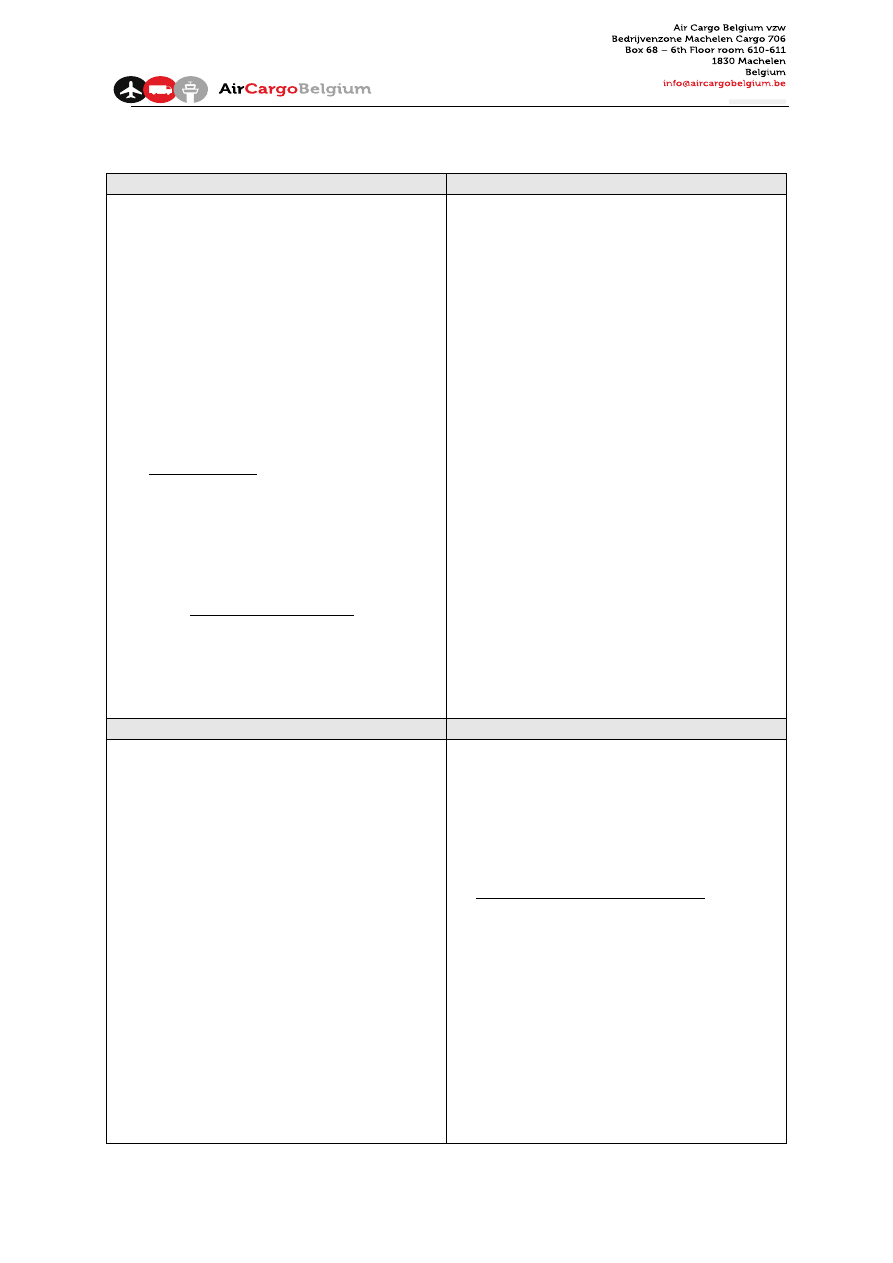 Air Cargo Belgium vzw
Bedrijvenzone Machelen Cargo 706
Box 68 – 6th Floor room 610-611
1830 Machelen
Belgium
info@aircargobelgium.be
AirCargoBelgium